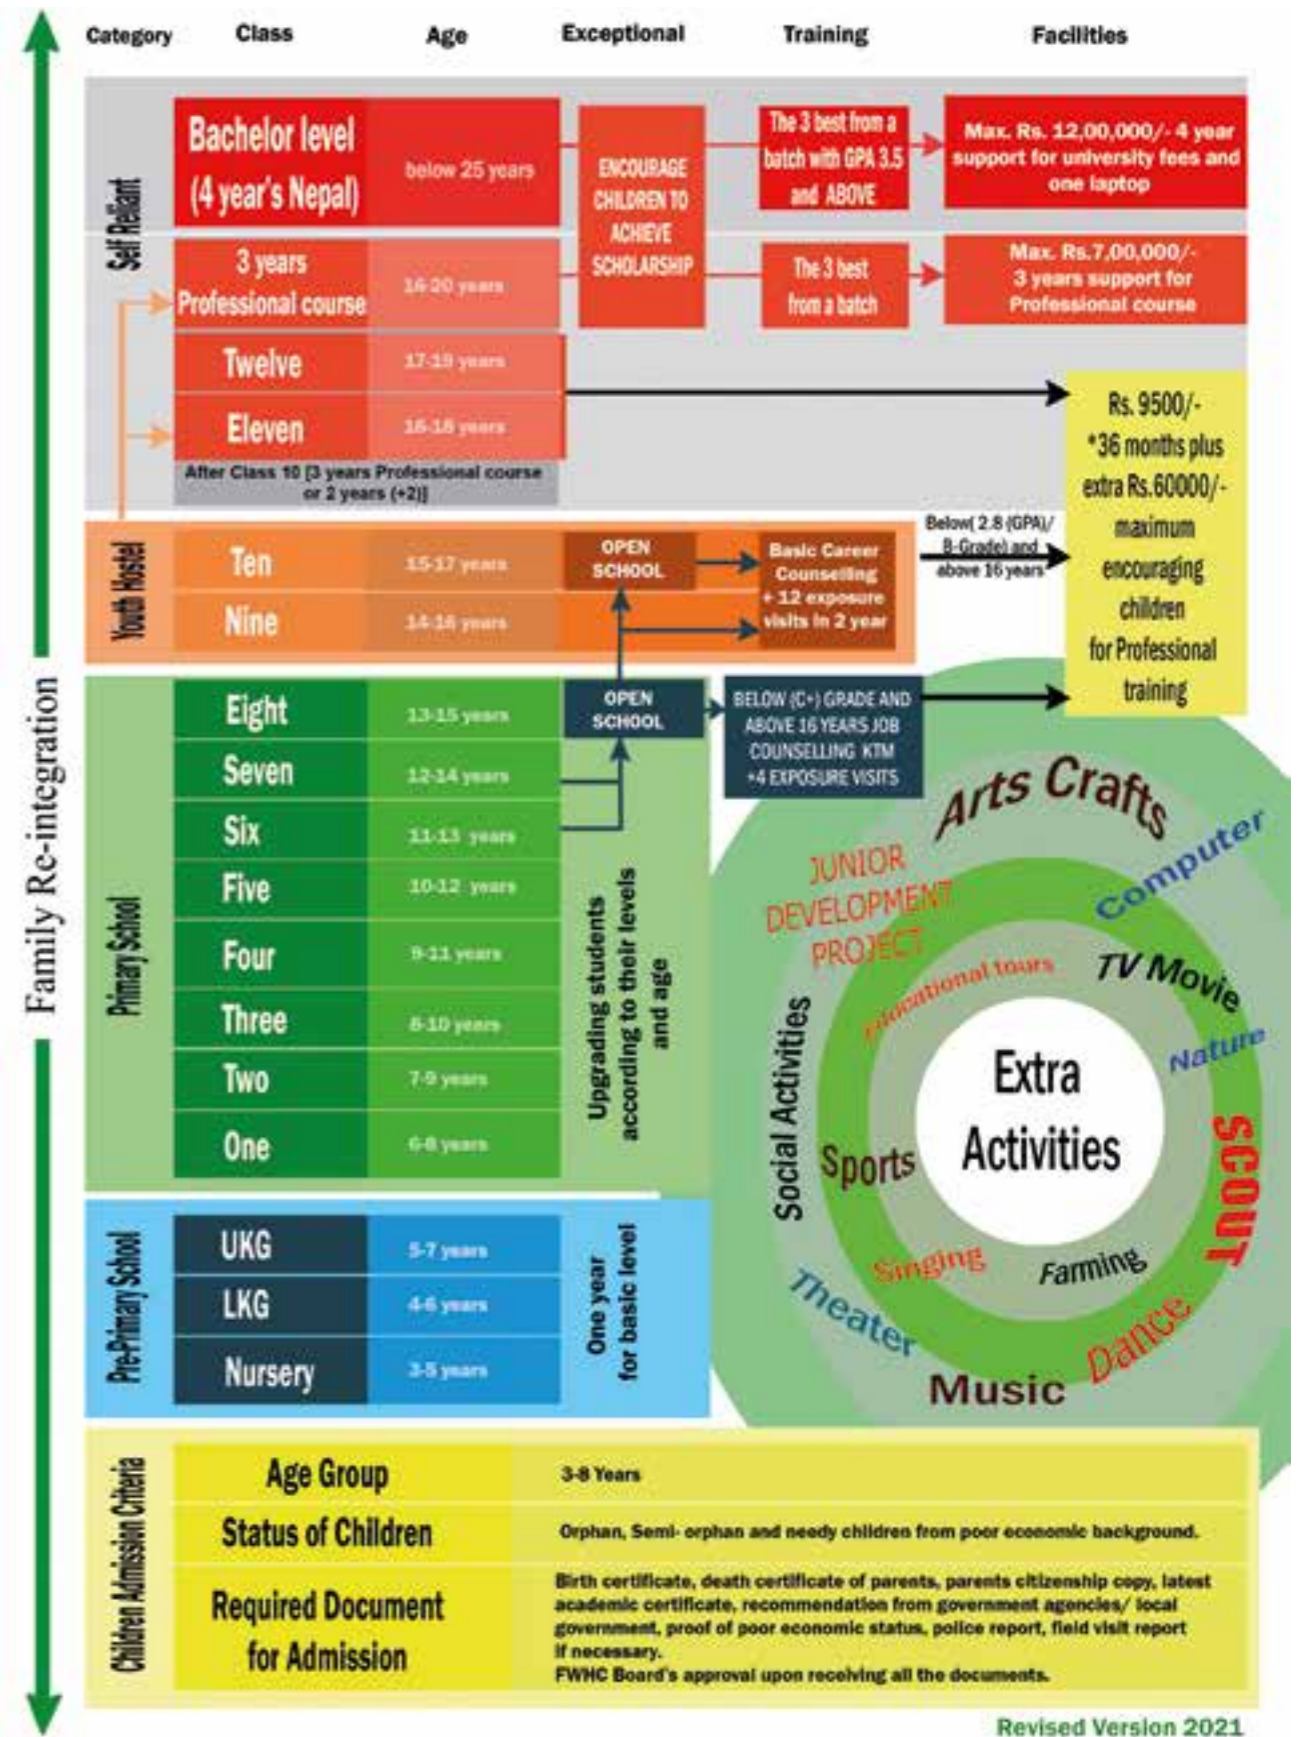 Category Class Age Exceptional Training Facilities
Self Reliant
Bachelor level
(4 year's Nepal)
below 25 years
ENCOURAGE
CHILDREN TO
ACHIEVE
SCHOLARSHIP
The 3 best from a
batch with GPA 3.5
and ABOVE
Max. Rs. 12,00,000/- 4 year
support for university fees and
one laptop
3 years
Professional course
16-20 years
The 3 best
from a batch
Max. Rs.7,00,000/-
3 years support for
Professional course
Twelve
17-19 years
Eleven
16-18 years
After Class 10 [3 years Professional course
or 2 years (+2)]
Rs. 9500/-
*36 months plus
extra Rs.60000/-
maximum
encouraging
children
for Professional
training
Youth Hostel
Ten
15-17 years
OPEN
SCHOOL
Basic Career
Counselling
+ 12 exposure
visits in 2 year
Below( 2.8 (GPA)/
B-Grade) and
above 16 years
Nine
14-16 years
Family Re-integration
Primary School
Eight
13-15 years
OPEN
SCHOOL
BELOW (C+) GRADE AND
ABOVE 16 YEARS JOB
COUNSELLING KTM
+4 EXPOSURE VISITS
Seven
12-14 years
Six
11-13 years
Five
10-12 years
Four
9-11 years
Three
8-10 years
Two
7-9 years
One
6-8 years
Upgrading students
according to their levels
and age
Arts Crafts
Computer
JUNIOR
DEVELOPMENT
PROJECT
Educational tours
TV Movie
Nature
Social Activities
Extra
Activities
Sports
SCOUT
Singing
Farming
Theater
Dance
Music
Pre-Primary School
UKG
5-7 years
LKG
4-6 years
Nursery
3-5 years
One year
for basic level
Children Admission Criteria
Age Group
3-8 Years
Status of Children
Orphan, Semi- orphan and needy children from poor economic background.
Required Document
for Admission
Birth certificate, death certificate of parents, parents citizenship copy, latest
academic certificate, recommendation from government agencies/ local
government, proof of poor economic status, police report, field visit report
if necessary.
FWHC Board's approval upon receiving all the documents.
Revised Version 2021